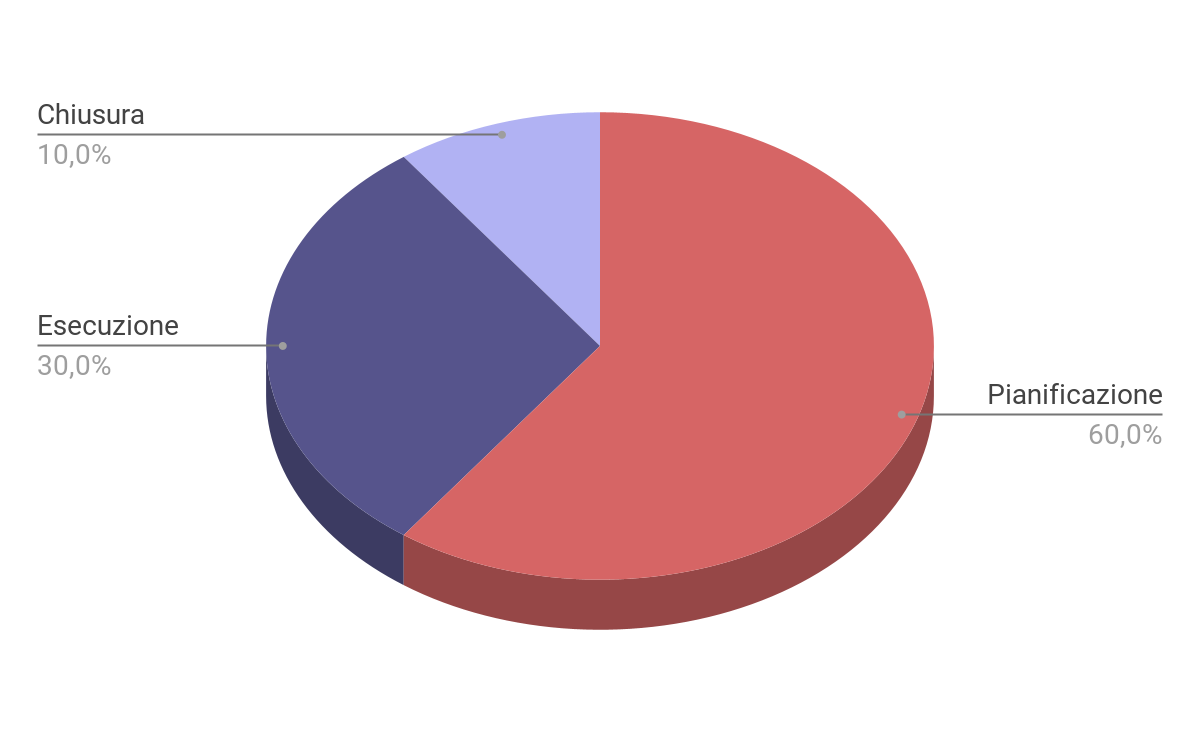 Chiusura
10,0%
Esecuzione
30,0%
Pianificazione
60,0%